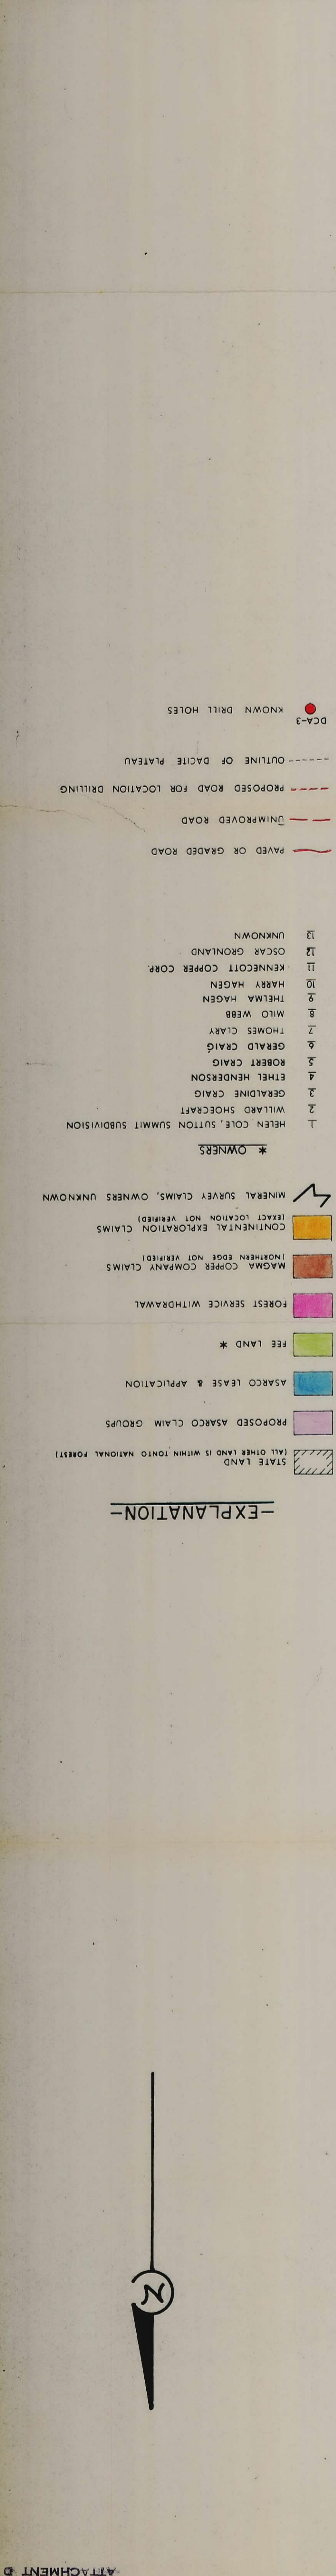 ATTACHMENT D
N
-EXPLANATION-
STATE LAND
(ALL OTHER LAND IS WITHIN TONTO NATIONAL FOREST)
PROPOSED ASARCO CLAIM GROUPS
ASARCO LEASE & APPLICATION
FEE LAND *
FOREST SERVICE WITHDRAWAL
MAGMA COPPER COMPANY CLAIMS
(NORTHERN EDGE NOT VERIFIED)
CONTINENTAL EXPLORATION CLAIMS
(EXACT LOCATION NOT VERIFIED)
MINERAL SURVEY CLAIMS, OWNERS UNKNOWN
* OWNERS
1 HELEN COLE, SUTTON SUMMIT SUBDIVISION
2 WILLARD SHOECRAFT
3 GERALDINE CRAIG
4 ETHEL HENDERSON
5 ROBERT CRAIG
6 GERALD CRAIG
7 THOMES CLARY
8 MILO WEBB
9 THELMA HAGEN
10 HARRY HAGEN
11 KENNECOTT COPPER CORP.
12 OSCAR GRONLAND
13 UNKNOWN
PAVED OR GRADED ROAD
UNIMPROVED ROAD
PROPOSED ROAD FOR LOCATION DRILLING
OUTLINE OF DACITE PLATEAU
DCA-3
KNOWN DRILL HOLES